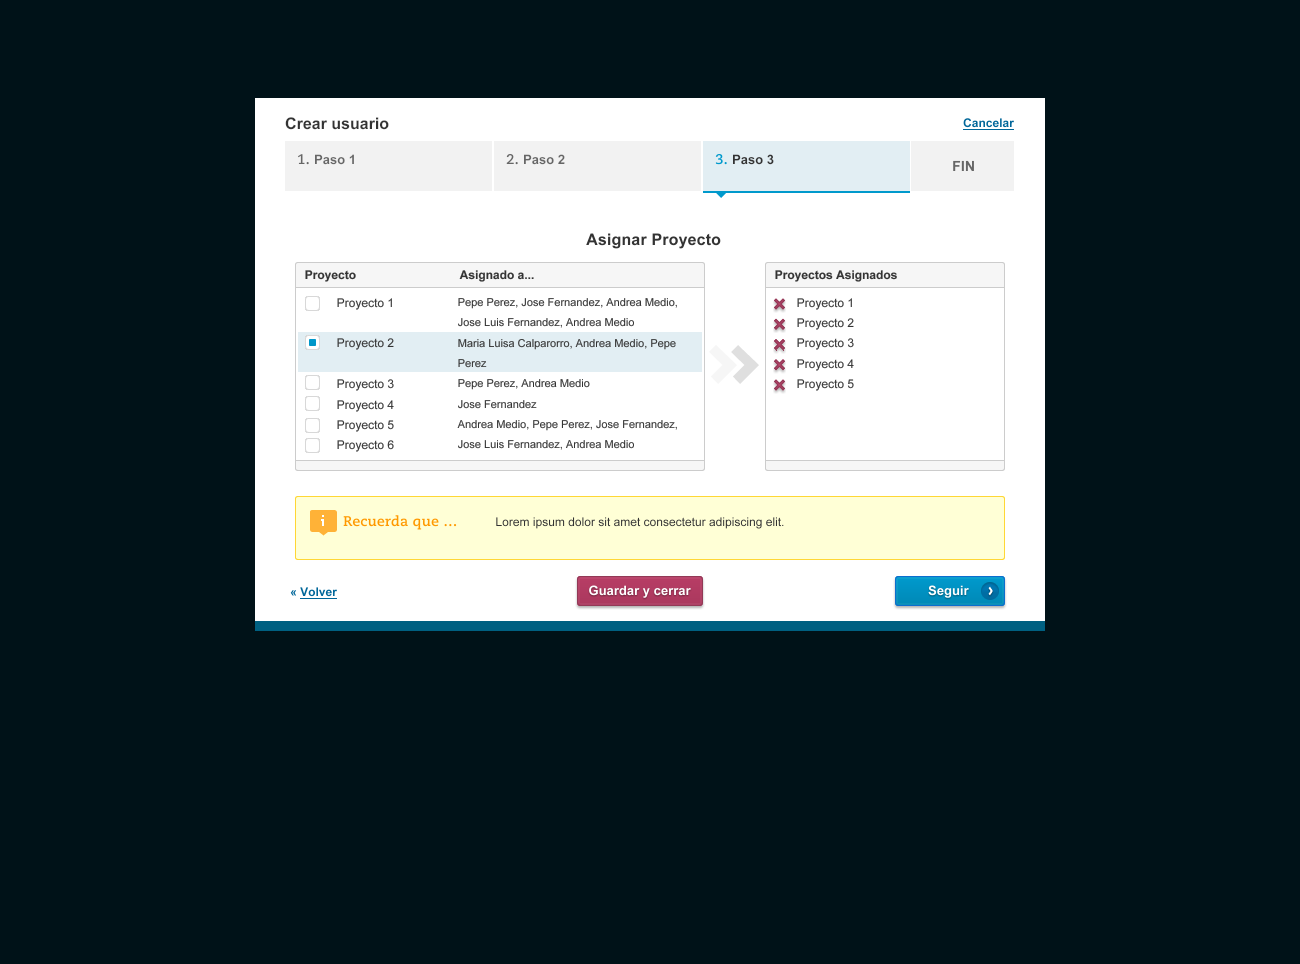 Crear usuario
Cancelar
1. Paso 1
2. Paso 2
3. Paso 3
FIN
Asignar Proyecto
Proyecto
Asignado a...
Proyecto 1
Pepe Perez, Jose Fernandez, Andrea Medio,
Jose Luis Fernandez, Andrea Medio
Proyecto 2
Maria Luisa Calparorro, Andrea Medio, Pepe
Perez
Proyecto 3
Pepe Perez, Andrea Medio
Proyecto 4
Jose Fernandez
Proyecto 5
Andrea Medio, Pepe Perez, Jose Fernandez,
Proyecto 6
Jose Luis Fernandez, Andrea Medio
Proyectos Asignados
Proyecto 1
Proyecto 2
Proyecto 3
Proyecto 4
Proyecto 5
Recuerda que ...
Lorem ipsum dolor sit amet consectetur adipiscing elit.
« Volver
Guardar y cerrar
Seguir